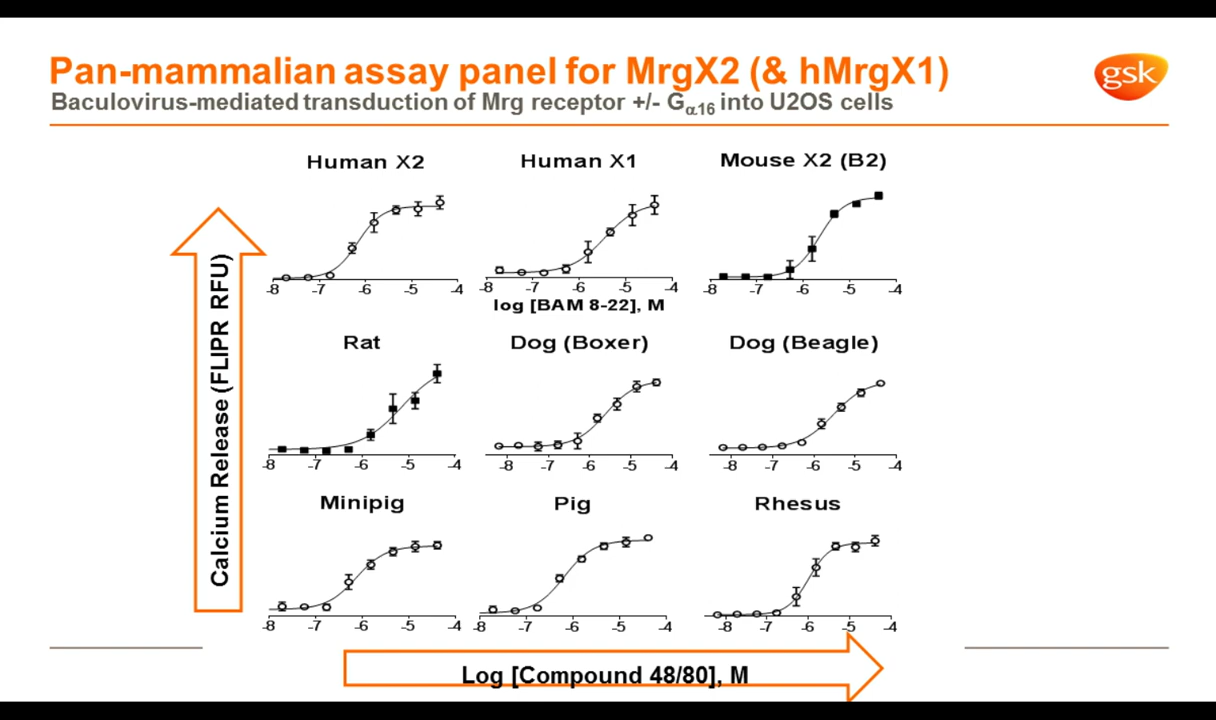 Pan-mammalian assay panel for MrgX2 (& hMrgX1)
Baculovirus-mediated transduction of Mrg receptor +/- Gα16 into U2OS cells
gsk
Human X2
Human X1
Mouse X2 (B2)
-8 -7 -6 -5 -4
-8 -7 -6 -5 -4
-8 -7 -6 -5 -4
log [BAM 8-22], M
Calcium Release (FLIPR RFU)
Rat
Dog (Boxer)
Dog (Beagle)
-8 -7 -6 -5 -4
-8 -7 -6 -5 -4
-8 -7 -6 -5 -4
Minipig
Pig
Rhesus
-8 -7 -6 -5 -4
-8 -7 -6 -5 -4
-8 -7 -6 -5 -4
Log [Compound 48/80], M